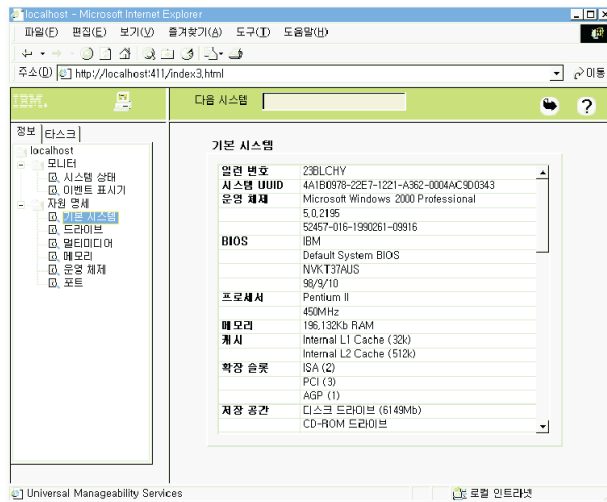 localhost - Microsoft Internet Explorer
파일(F) 편집(E) 보기(V) 즐겨찾기(A) 도구(T) 도움말(H)
주소(D) http://localhost:411/index3.html 이동
IBM. 다음 시스템
정보 타스크
localhost
모니터
시스템 상태
이벤트 표시기
자원 명세
기본 시스템
드라이브
멀티미디어
메모리
운영 체제
포트
기본 시스템
일련 번호 23BLCHY
시스템 UUID 4A1B0978-22E7-1221-A362-0004AC9D0343
운영 체제 Microsoft Windows 2000 Professional
5.0.2195
52457-016-1990261-09916
BIOS IBM
Default System BIOS
NVKT37AUS
98/9/10
프로세서 Pentium II
450MHz
메모리 196,132Kb RAM
캐시 Internal L1 Cache (32k)
Internal L2 Cache (512k)
확장 슬롯 ISA (2)
PCI (3)
AGP (1)
저장 공간 디스크 드라이브 (6149Mb)
CD-ROM 드라이브
Universal Manageability Services 로컬 인트라넷